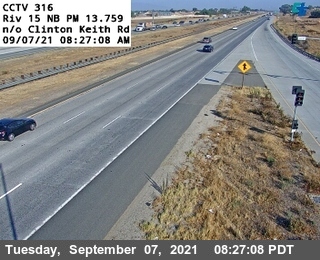 CCTV 316
Riv 15 NB PM 13.759
n/o Clinton Keith Rd
09/07/21 08:27:08 AM
Tuesday, September 07, 2021 08:27:08 PDT